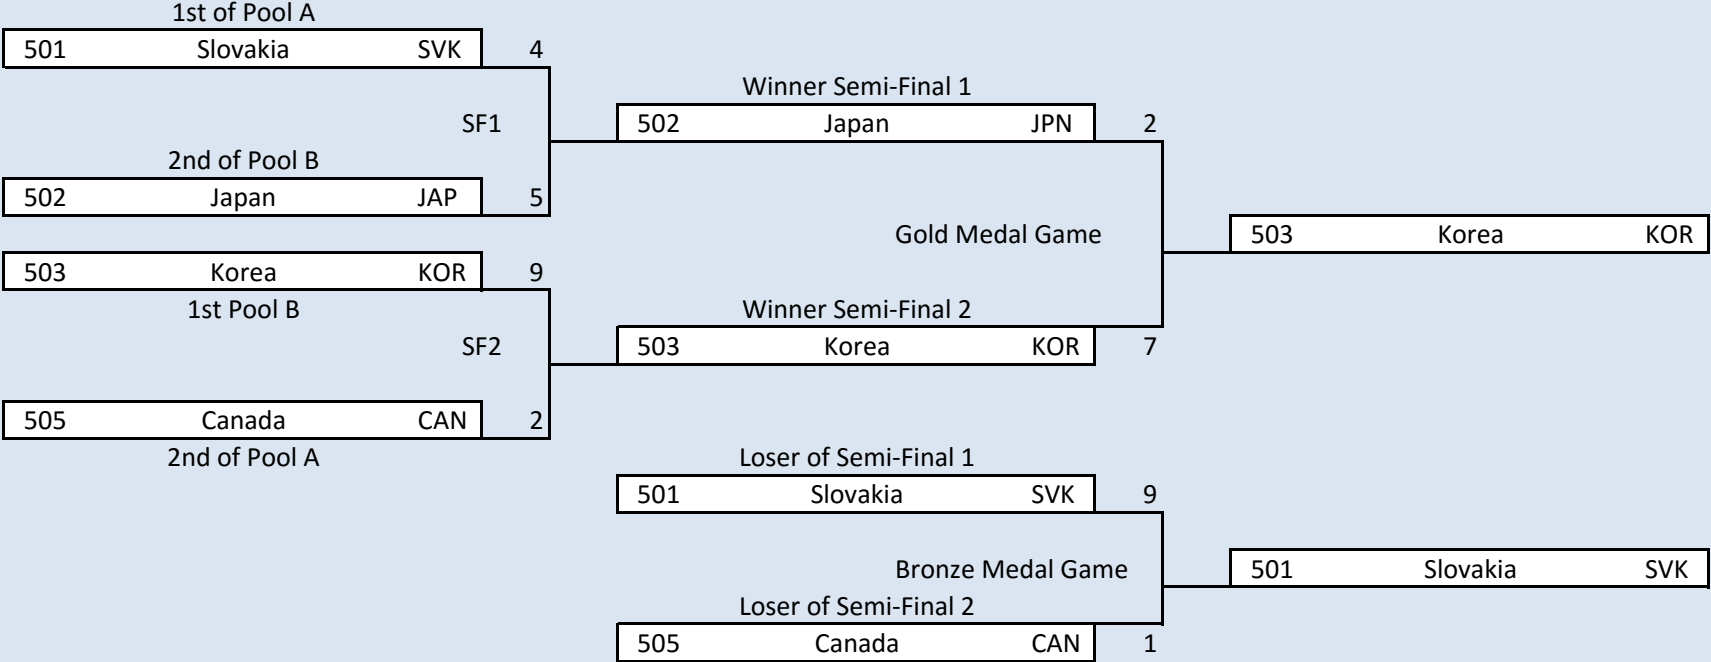 1st of Pool A
501 Slovakia SVK 4
Winner Semi-Final 1
SF1 502 Japan JPN 2
2nd of Pool B
502 Japan JAP 5
Gold Medal Game 503 Korea KOR
503 Korea KOR 9
1st Pool B Winner Semi-Final 2
SF2 503 Korea KOR 7
505 Canada CAN 2
2nd of Pool A Loser of Semi-Final 1
501 Slovakia SVK 9
Bronze Medal Game 501 Slovakia SVK
Loser of Semi-Final 2
505 Canada CAN 1